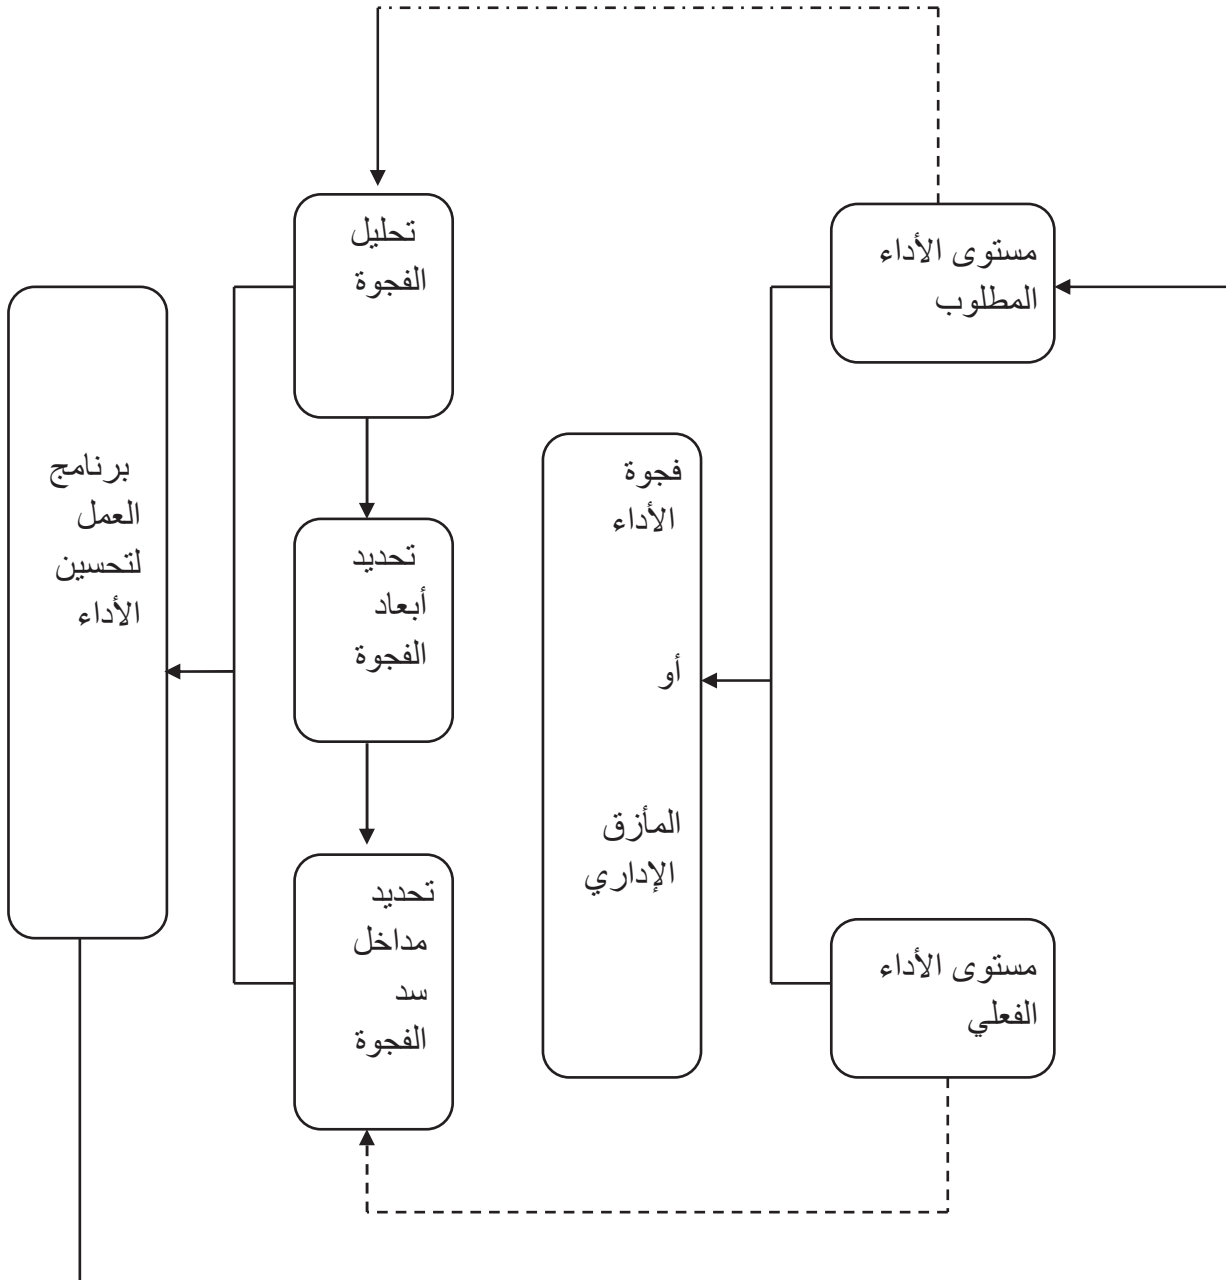 مستوى الأداء
المطلوب
مستوى الأداء
الفعلي
فجوة
الأداء
أو
المأزق
الإداري
تحليل
الفجوة
تحديد
أبعاد
الفجوة
تحديد
مداخل
سد
الفجوة
برنامج
العمل
لتحسين
الأداء